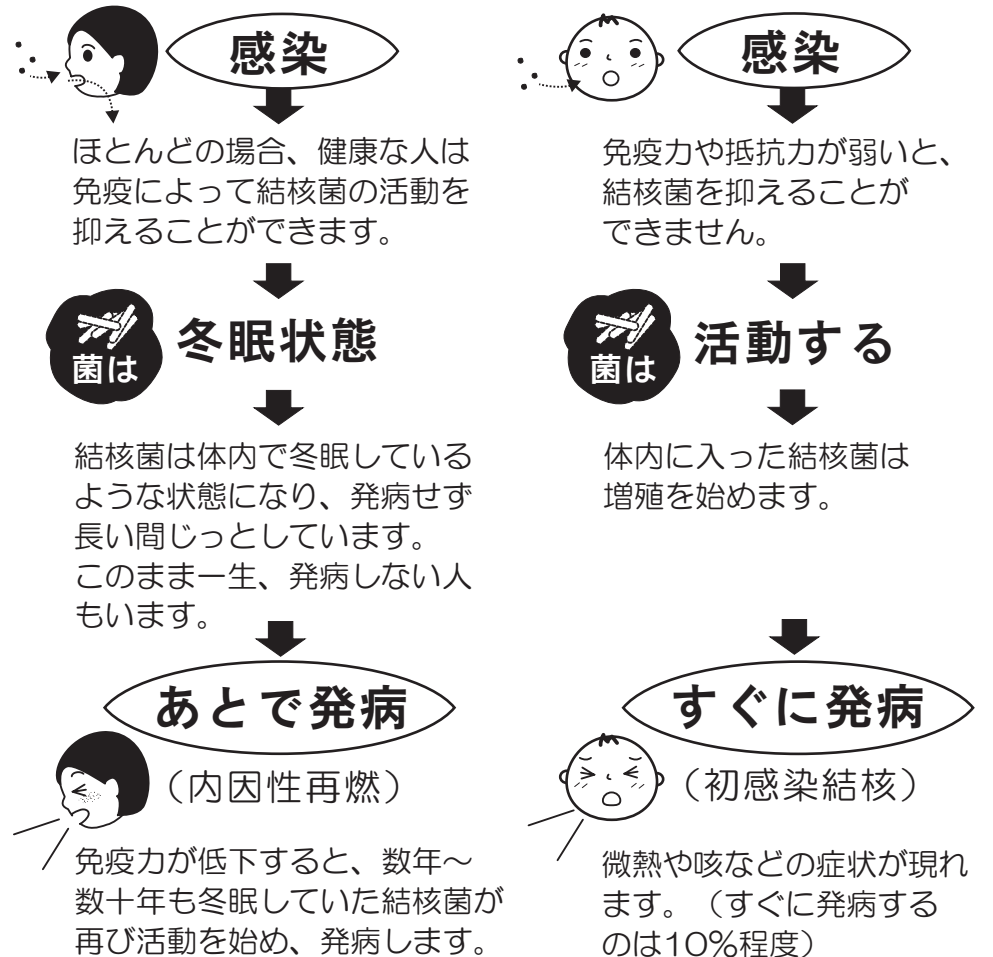 感染
ほとんどの場合、健康な人は
免疫によって結核菌の活動を
抑えることができます。
菌は
冬眠状態
結核菌は体内で冬眠している
ような状態になり、発病せず
長い間じっとしています。
このまま一生、発病しない人
もいます。
あとで発病
（内因性再燃）
免疫力が低下すると、数年～
数十年も冬眠していた結核菌が
再び活動を始め、発病します。
感染
免疫力や抵抗力が弱いと、
結核菌を抑えることが
できません。
菌は
活動する
体内に入った結核菌は
増殖を始めます。
すぐに発病
（初感染結核）
微熱や咳などの症状が現れ
ます。（すぐに発病する
のは10%程度）